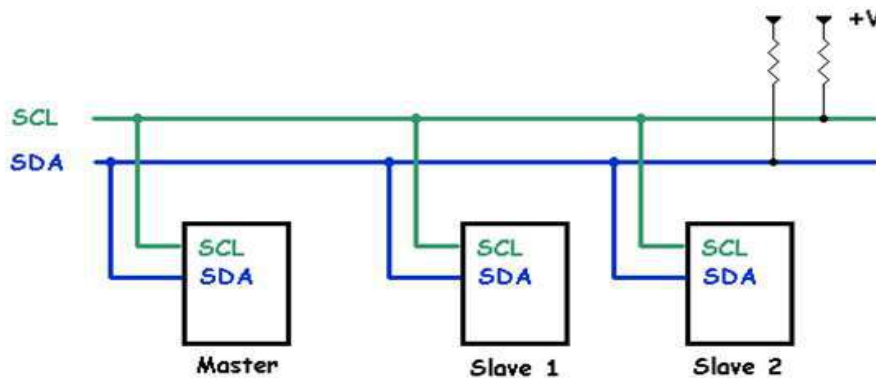 +V
SCL
SDA
SCL
SDA
Master
SCL
SDA
Slave 1
SCL
SDA
Slave 2